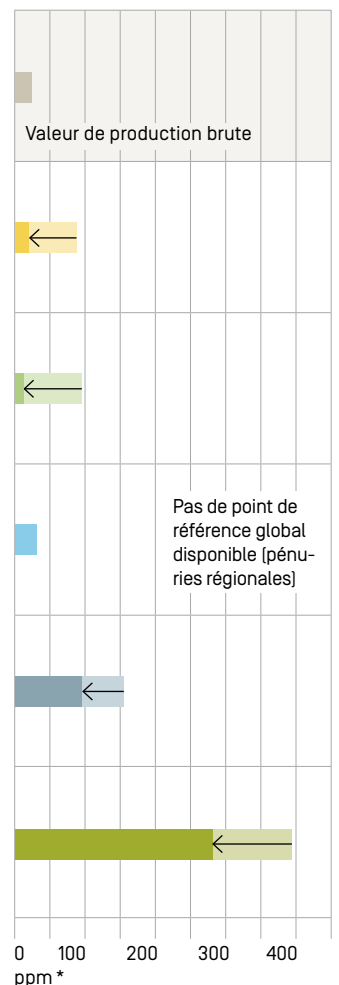 Valeur de production brute
Pas de point de
référence global
disponible (pénu-
ries régionales)
0 100 200 300 400
ppm *